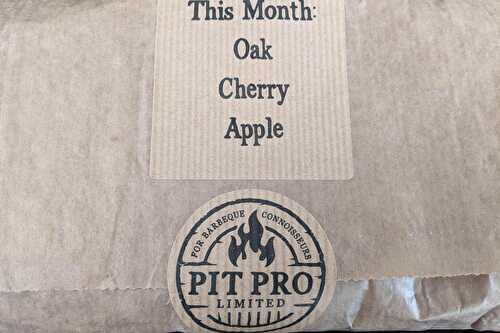 This Month:
Oak
Cherry
Apple
FOR BARBEQUE CONNOISSEURS
PIT PRO
LIMITED